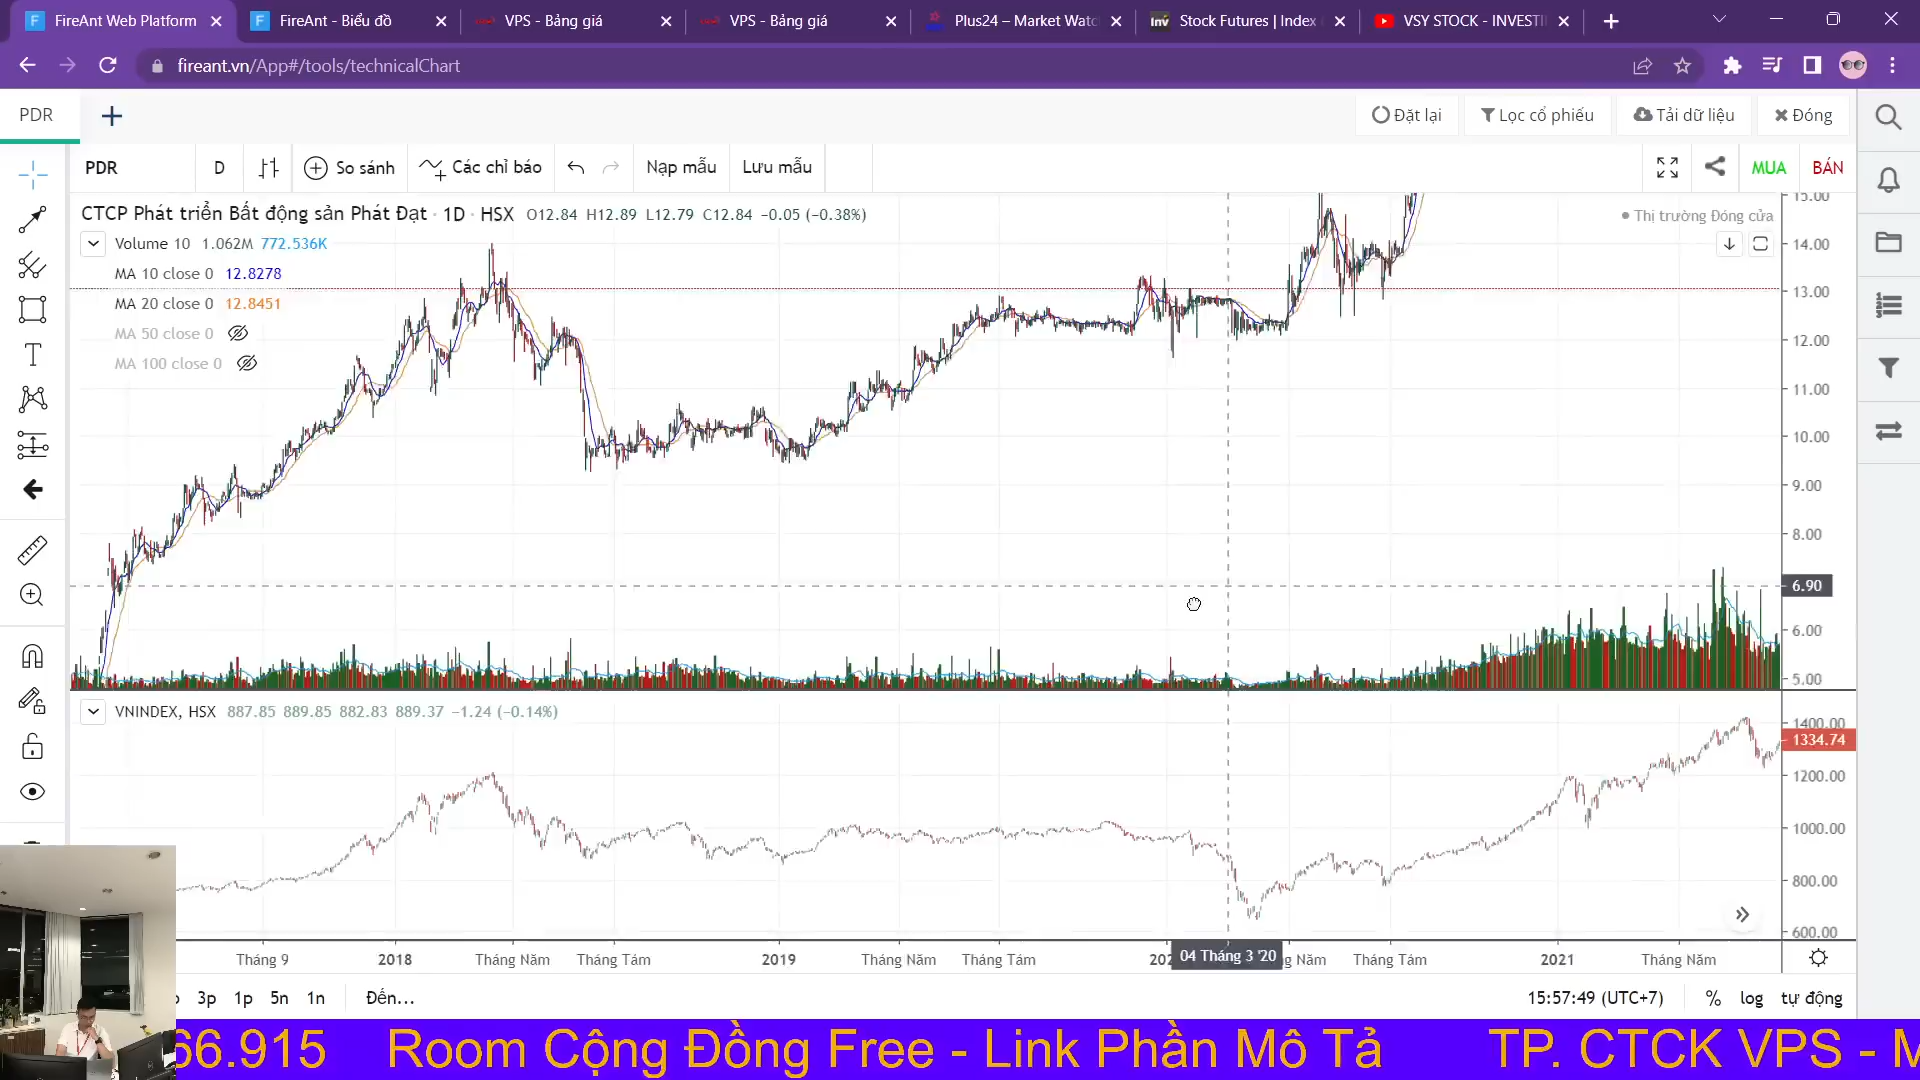 FireAnt Web Platform
FireAnt - Biểu đồ
VPS - Bảng giá
VPS - Bảng giá
Plus24 – Market Watc
Stock Futures | Index
VSY STOCK - INVESTI
fireant.vn/App#/tools/technicalChart
PDR
Đặt lại
Lọc cổ phiếu
Tải dữ liệu
Đóng
PDR
D
So sánh
Các chỉ báo
Nạp mẫu
Lưu mẫu
MUA
BÁN
CTCP Phát triển Bất động sản Phát Đạt · 1D · HSX O12.84 H12.89 L12.79 C12.84 −0.05 (−0.38%)
Thị trường Đóng cửa
Volume 10 1.062M 772.536K
MA 10 close 0 12.8278
MA 20 close 0 12.8451
MA 50 close 0
MA 100 close 0
15.00
14.00
13.00
12.00
11.00
10.00
9.00
8.00
6.90
6.00
5.00
VNINDEX, HSX 887.85 889.85 882.83 889.37 −1.24 (−0.14%)
1400.00
1334.74
1200.00
1000.00
800.00
600.00
Tháng 9
2018
Tháng Năm
Tháng Tám
2019
Tháng Năm
Tháng Tám
04 Tháng 3 '20
Tháng Tám
2021
Tháng Năm
3p
1p
5n
1n
Đến...
15:57:49 (UTC+7)
%
log
tự động
66.915 Room Cộng Đồng Free - Link Phần Mô Tả TP. CTCK VPS - M